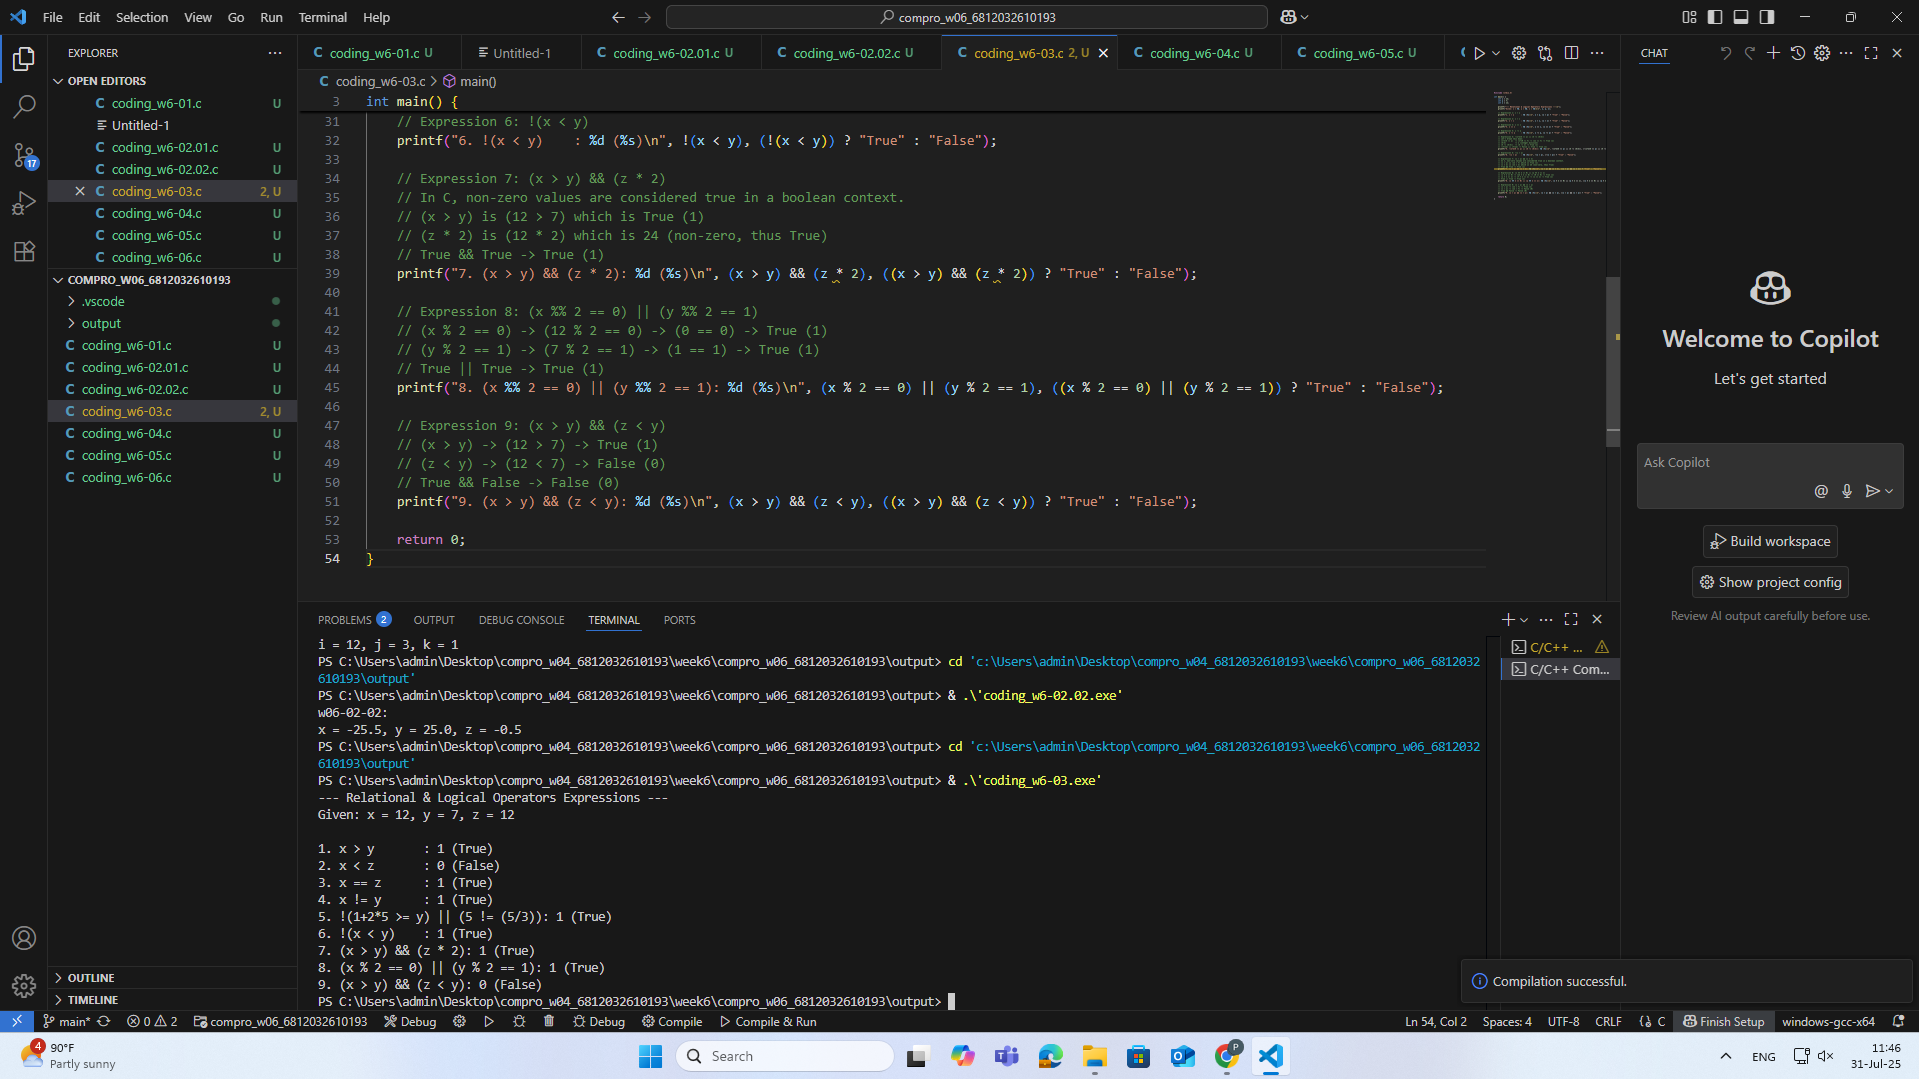 File Edit Selection View Go Run Terminal Help
compro_w06_6812032610193
EXPLORER
OPEN EDITORS
coding_w6-01.c U
Untitled-1
coding_w6-02.01.c U
coding_w6-02.02.c U
coding_w6-03.c 2, U
coding_w6-04.c U
coding_w6-05.c U
coding_w6-06.c U
COMPRO_W06_6812032610193
.vscode
output
coding_w6-01.c U
coding_w6-02.01.c U
coding_w6-02.02.c U
coding_w6-03.c 2, U
coding_w6-04.c U
coding_w6-05.c U
coding_w6-06.c U
OUTLINE
TIMELINE
C coding_w6-01.c U Untitled-1 C coding_w6-02.01.c U C coding_w6-02.02.c U C coding_w6-03.c 2, U C coding_w6-04.c U C coding_w6-05.c U
C coding_w6-03.c > main()
3 int main() {
31 // Expression 6: !(x < y)
32 printf("6. !(x < y)    : %d (%s)\n", !(x < y), (!(x < y)) ? "True" : "False");
33
34 // Expression 7: (x > y) && (z * 2)
35 // In C, non-zero values are considered true in a boolean context.
36 // (x > y) is (12 > 7) which is True (1)
37 // (z * 2) is (12 * 2) which is 24 (non-zero, thus True)
38 // True && True -> True (1)
39 printf("7. (x > y) && (z * 2): %d (%s)\n", (x > y) && (z * 2), ((x > y) && (z * 2)) ? "True" : "False");
40
41 // Expression 8: (x %% 2 == 0) || (y %% 2 == 1)
42 // (x % 2 == 0) -> (12 % 2 == 0) -> (0 == 0) -> True (1)
43 // (y % 2 == 1) -> (7 % 2 == 1) -> (1 == 1) -> True (1)
44 // True || True -> True (1)
45 printf("8. (x %% 2 == 0) || (y %% 2 == 1): %d (%s)\n", (x % 2 == 0) || (y % 2 == 1), ((x % 2 == 0) || (y % 2 == 1)) ? "True" : "False");
46
47 // Expression 9: (x > y) && (z < y)
48 // (x > y) -> (12 > 7) -> True (1)
49 // (z < y) -> (12 < 7) -> False (0)
50 // True && False -> False (0)
51 printf("9. (x > y) && (z < y): %d (%s)\n", (x > y) && (z < y), ((x > y) && (z < y)) ? "True" : "False");
52
53 return 0;
54 }
PROBLEMS 2 OUTPUT DEBUG CONSOLE TERMINAL PORTS
i = 12, j = 3, k = 1
PS C:\Users\admin\Desktop\compro_w04_6812032610193\week6\compro_w06_6812032610193\output> cd 'c:\Users\admin\Desktop\compro_w04_6812032610193\week6\compro_w06_6812032
610193\output'
PS C:\Users\admin\Desktop\compro_w04_6812032610193\week6\compro_w06_6812032610193\output> & .\'coding_w6-02.02.exe'
w06-02-02:
x = -25.5, y = 25.0, z = -0.5
PS C:\Users\admin\Desktop\compro_w04_6812032610193\week6\compro_w06_6812032610193\output> cd 'c:\Users\admin\Desktop\compro_w04_6812032610193\week6\compro_w06_6812032
610193\output'
PS C:\Users\admin\Desktop\compro_w04_6812032610193\week6\compro_w06_6812032610193\output> & .\'coding_w6-03.exe'
--- Relational & Logical Operators Expressions ---
Given: x = 12, y = 7, z = 12
1. x > y       : 1 (True)
2. x < z       : 0 (False)
3. x == z      : 1 (True)
4. x != y      : 1 (True)
5. !(1+2*5 >= y) || (5 != (5/3)): 1 (True)
6. !(x < y)    : 1 (True)
7. (x > y) && (z * 2): 1 (True)
8. (x % 2 == 0) || (y % 2 == 1): 1 (True)
9. (x > y) && (z < y): 0 (False)
PS C:\Users\admin\Desktop\compro_w04_6812032610193\week6\compro_w06_6812032610193\output>
C/C++ ...
C/C++ Com...
CHAT
Welcome to Copilot
Let's get started
Ask Copilot
@
Build workspace
Show project config
Review AI output carefully before use.
Compilation successful.
17
main* 0 2 compro_w06_6812032610193 Debug Debug Compile Compile & Run
Ln 54, Col 2 Spaces: 4 UTF-8 CRLF {} C Finish Setup windows-gcc-x64
4
90°F
Partly sunny
Search
P
ENG
11:46
31-Jul-25